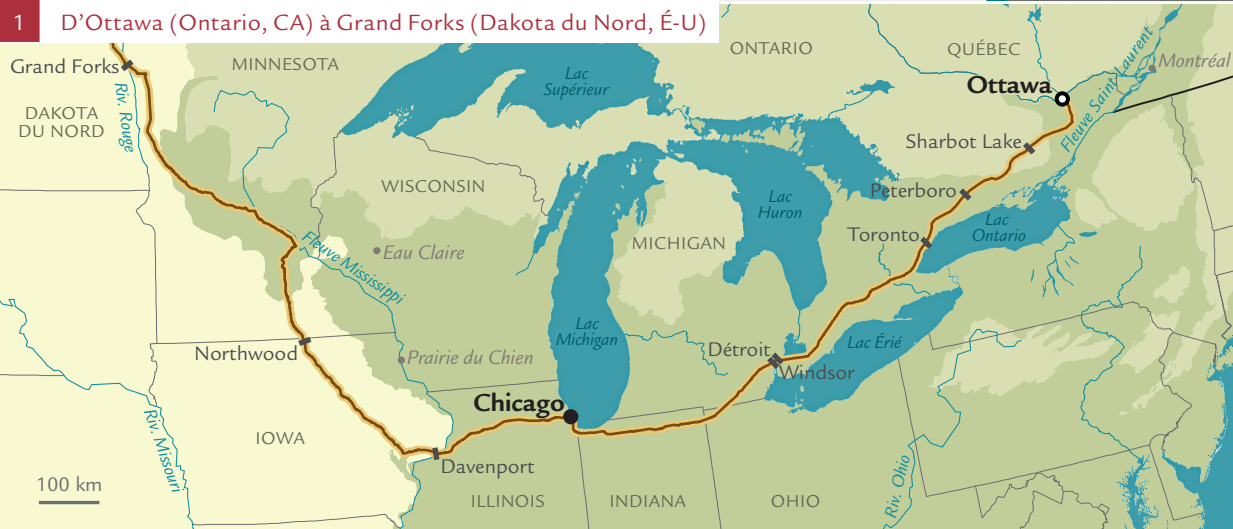 1 D’Ottawa (Ontario, CA) à Grand Forks (Dakota du Nord, É-U)
ONTARIO
QUÉBEC
Montréal
Grand Forks
MINNESOTA
Lac
Supérieur
Ottawa
Fleuve Saint-Laurent
Riv. Rouge
DAKOTA
DU NORD
Sharbot Lake
WISCONSIN
Peterboro
Lac
Huron
Lac
Ontario
Toronto
MICHIGAN
Fleuve Mississippi
Eau Claire
Lac
Michigan
Lac Érié
Northwood
Prairie du Chien
Détroit
Windsor
Chicago
Riv. Missouri
IOWA
Davenport
100 km
ILLINOIS
INDIANA
OHIO
Riv. Ohio